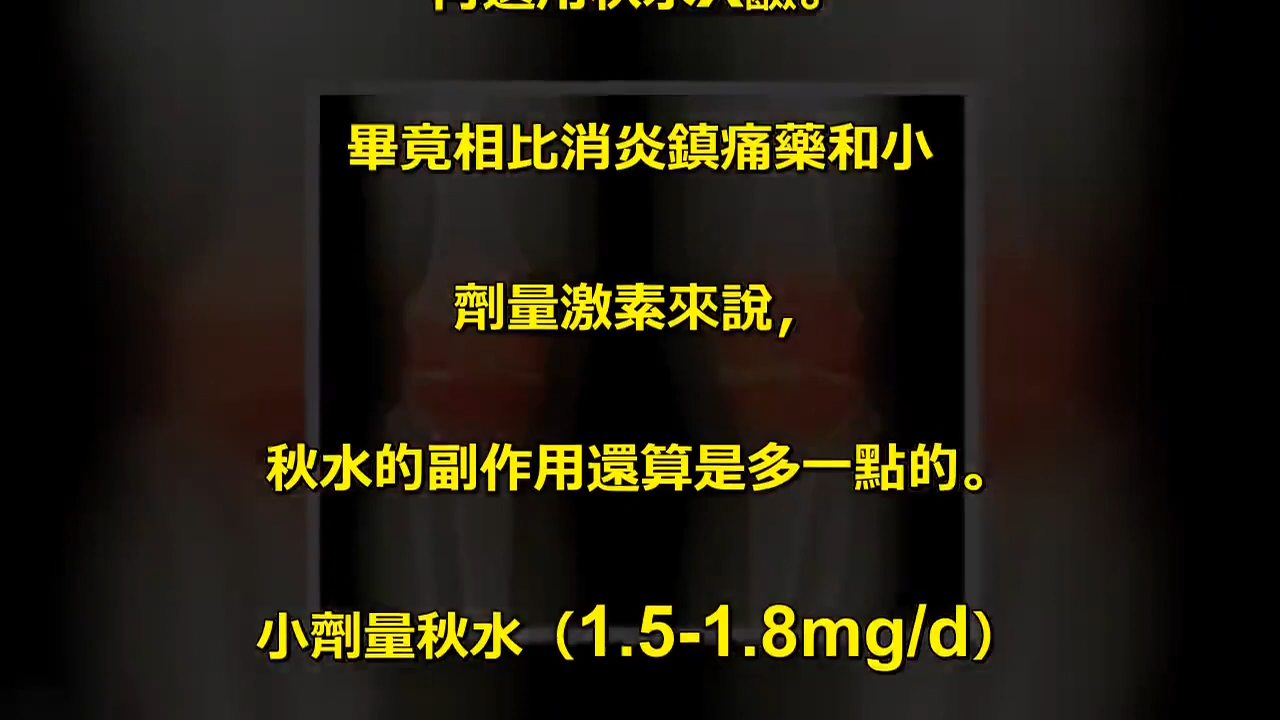 畢竟相比消炎鎮痛藥和小
劑量激素來說,
秋水的副作用還算是多一點的。
小劑量秋水（1.5-1.8mg/d）